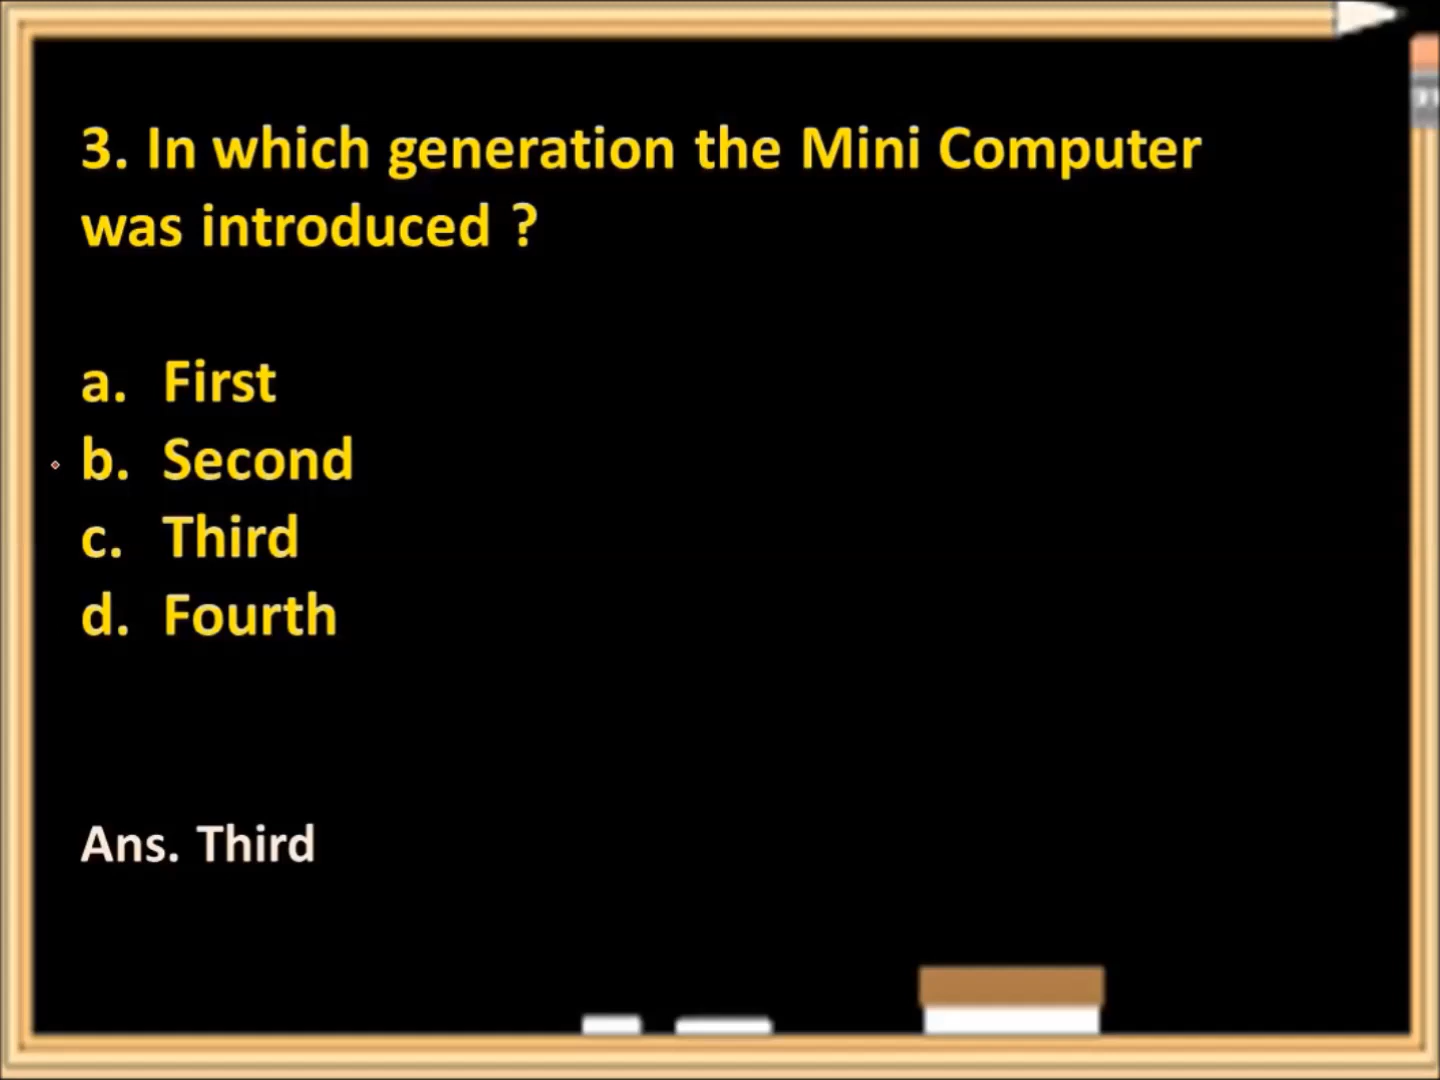 3. In which generation the Mini Computer
was introduced ?
a. First
b. Second
c. Third
d. Fourth
Ans. Third